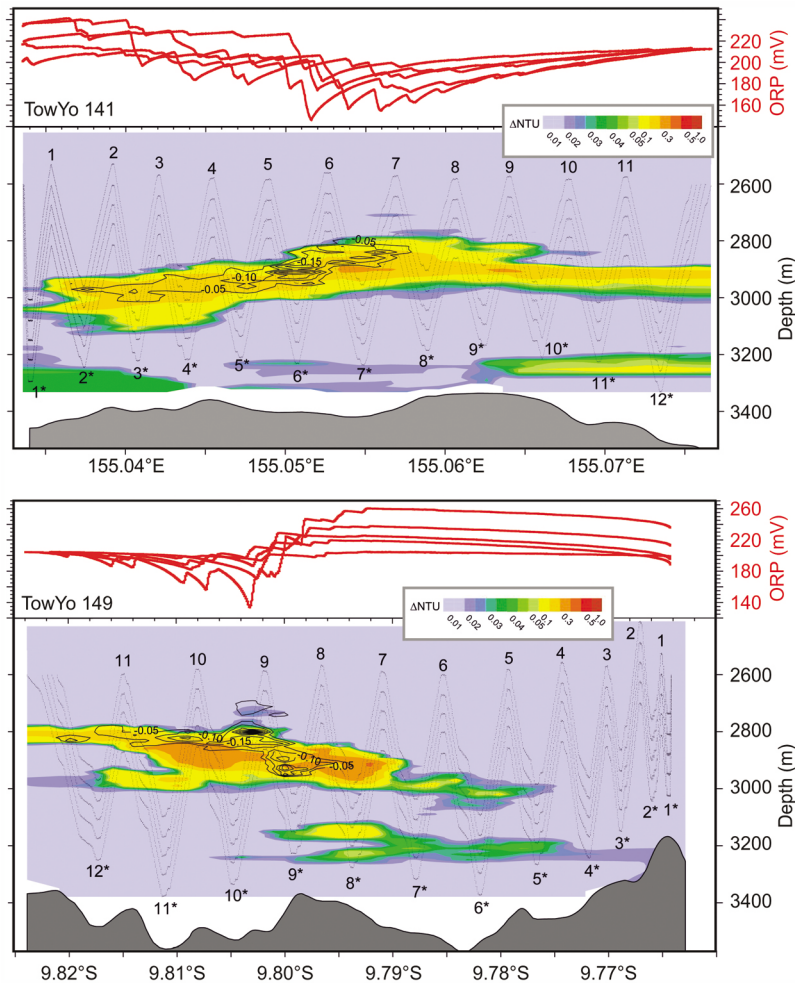 220
200
180
160
ORP (mV)
TowYo 141
ΔNTU
0.01 0.02 0.03 0.04 0.05 0.1 0.3 0.5 1.0
1 2 3 4 5 6 7 8 9 10 11
2600
2800
3000
3200
3400
Depth (m)
-0.05
-0.15
-0.10
-0.05
1* 2* 3* 4* 5* 6* 7* 8* 9* 10* 11* 12*
155.04°E 155.05°E 155.06°E 155.07°E
260
220
180
140
ORP (mV)
TowYo 149
ΔNTU
0.01 0.02 0.03 0.04 0.05 0.1 0.3 0.5 1.0
11 10 9 8 7 6 5 4 3 2 1
2600
2800
3000
3200
3400
Depth (m)
-0.05
-0.10
-0.15
-0.10
-0.05
12* 11* 10* 9* 8* 7* 6* 5* 4* 3* 2* 1*
9.82°S 9.81°S 9.80°S 9.79°S 9.78°S 9.77°S